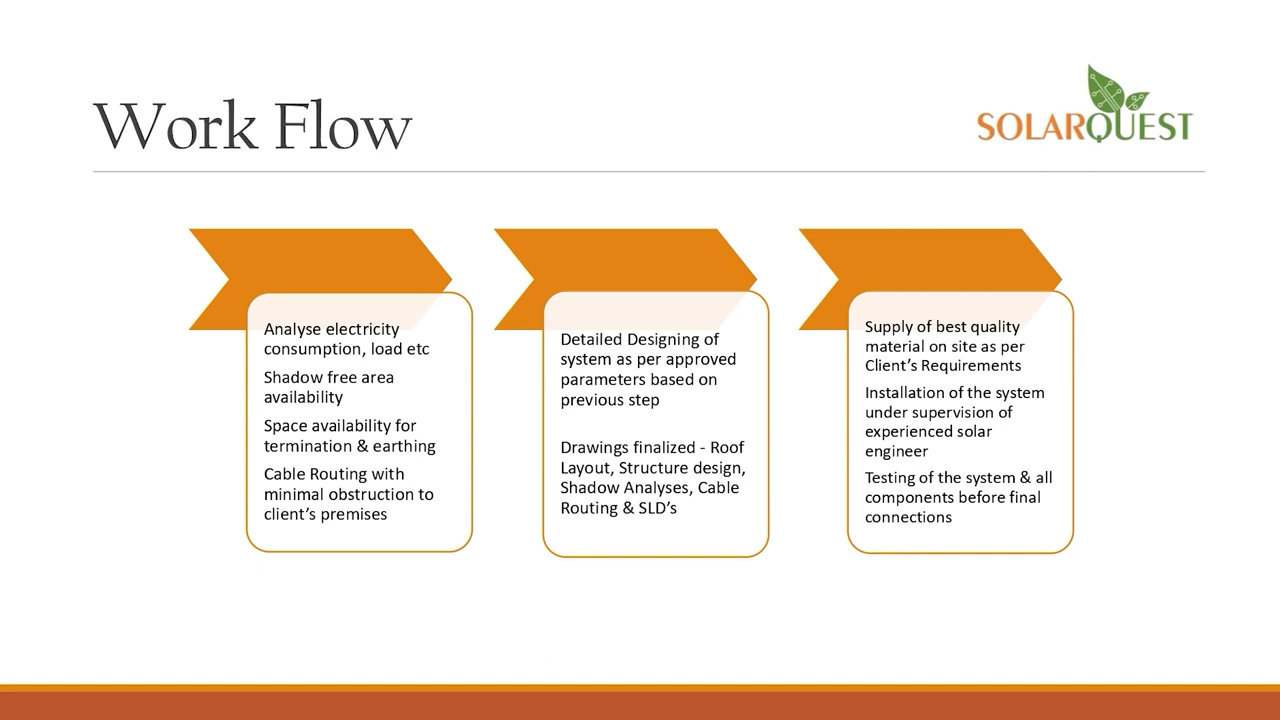 Work Flow
SOLARQUEST
Analyse electricity
consumption, load etc
Shadow free area
availability
Space availability for
termination & earthing
Cable Routing with
minimal obstruction to
client’s premises
Detailed Designing of
system as per approved
parameters based on
previous step
Drawings finalized - Roof
Layout, Structure design,
Shadow Analyses, Cable
Routing & SLD’s
Supply of best quality
material on site as per
Client’s Requirements
Installation of the system
under supervision of
experienced solar
engineer
Testing of the system & all
components before final
connections